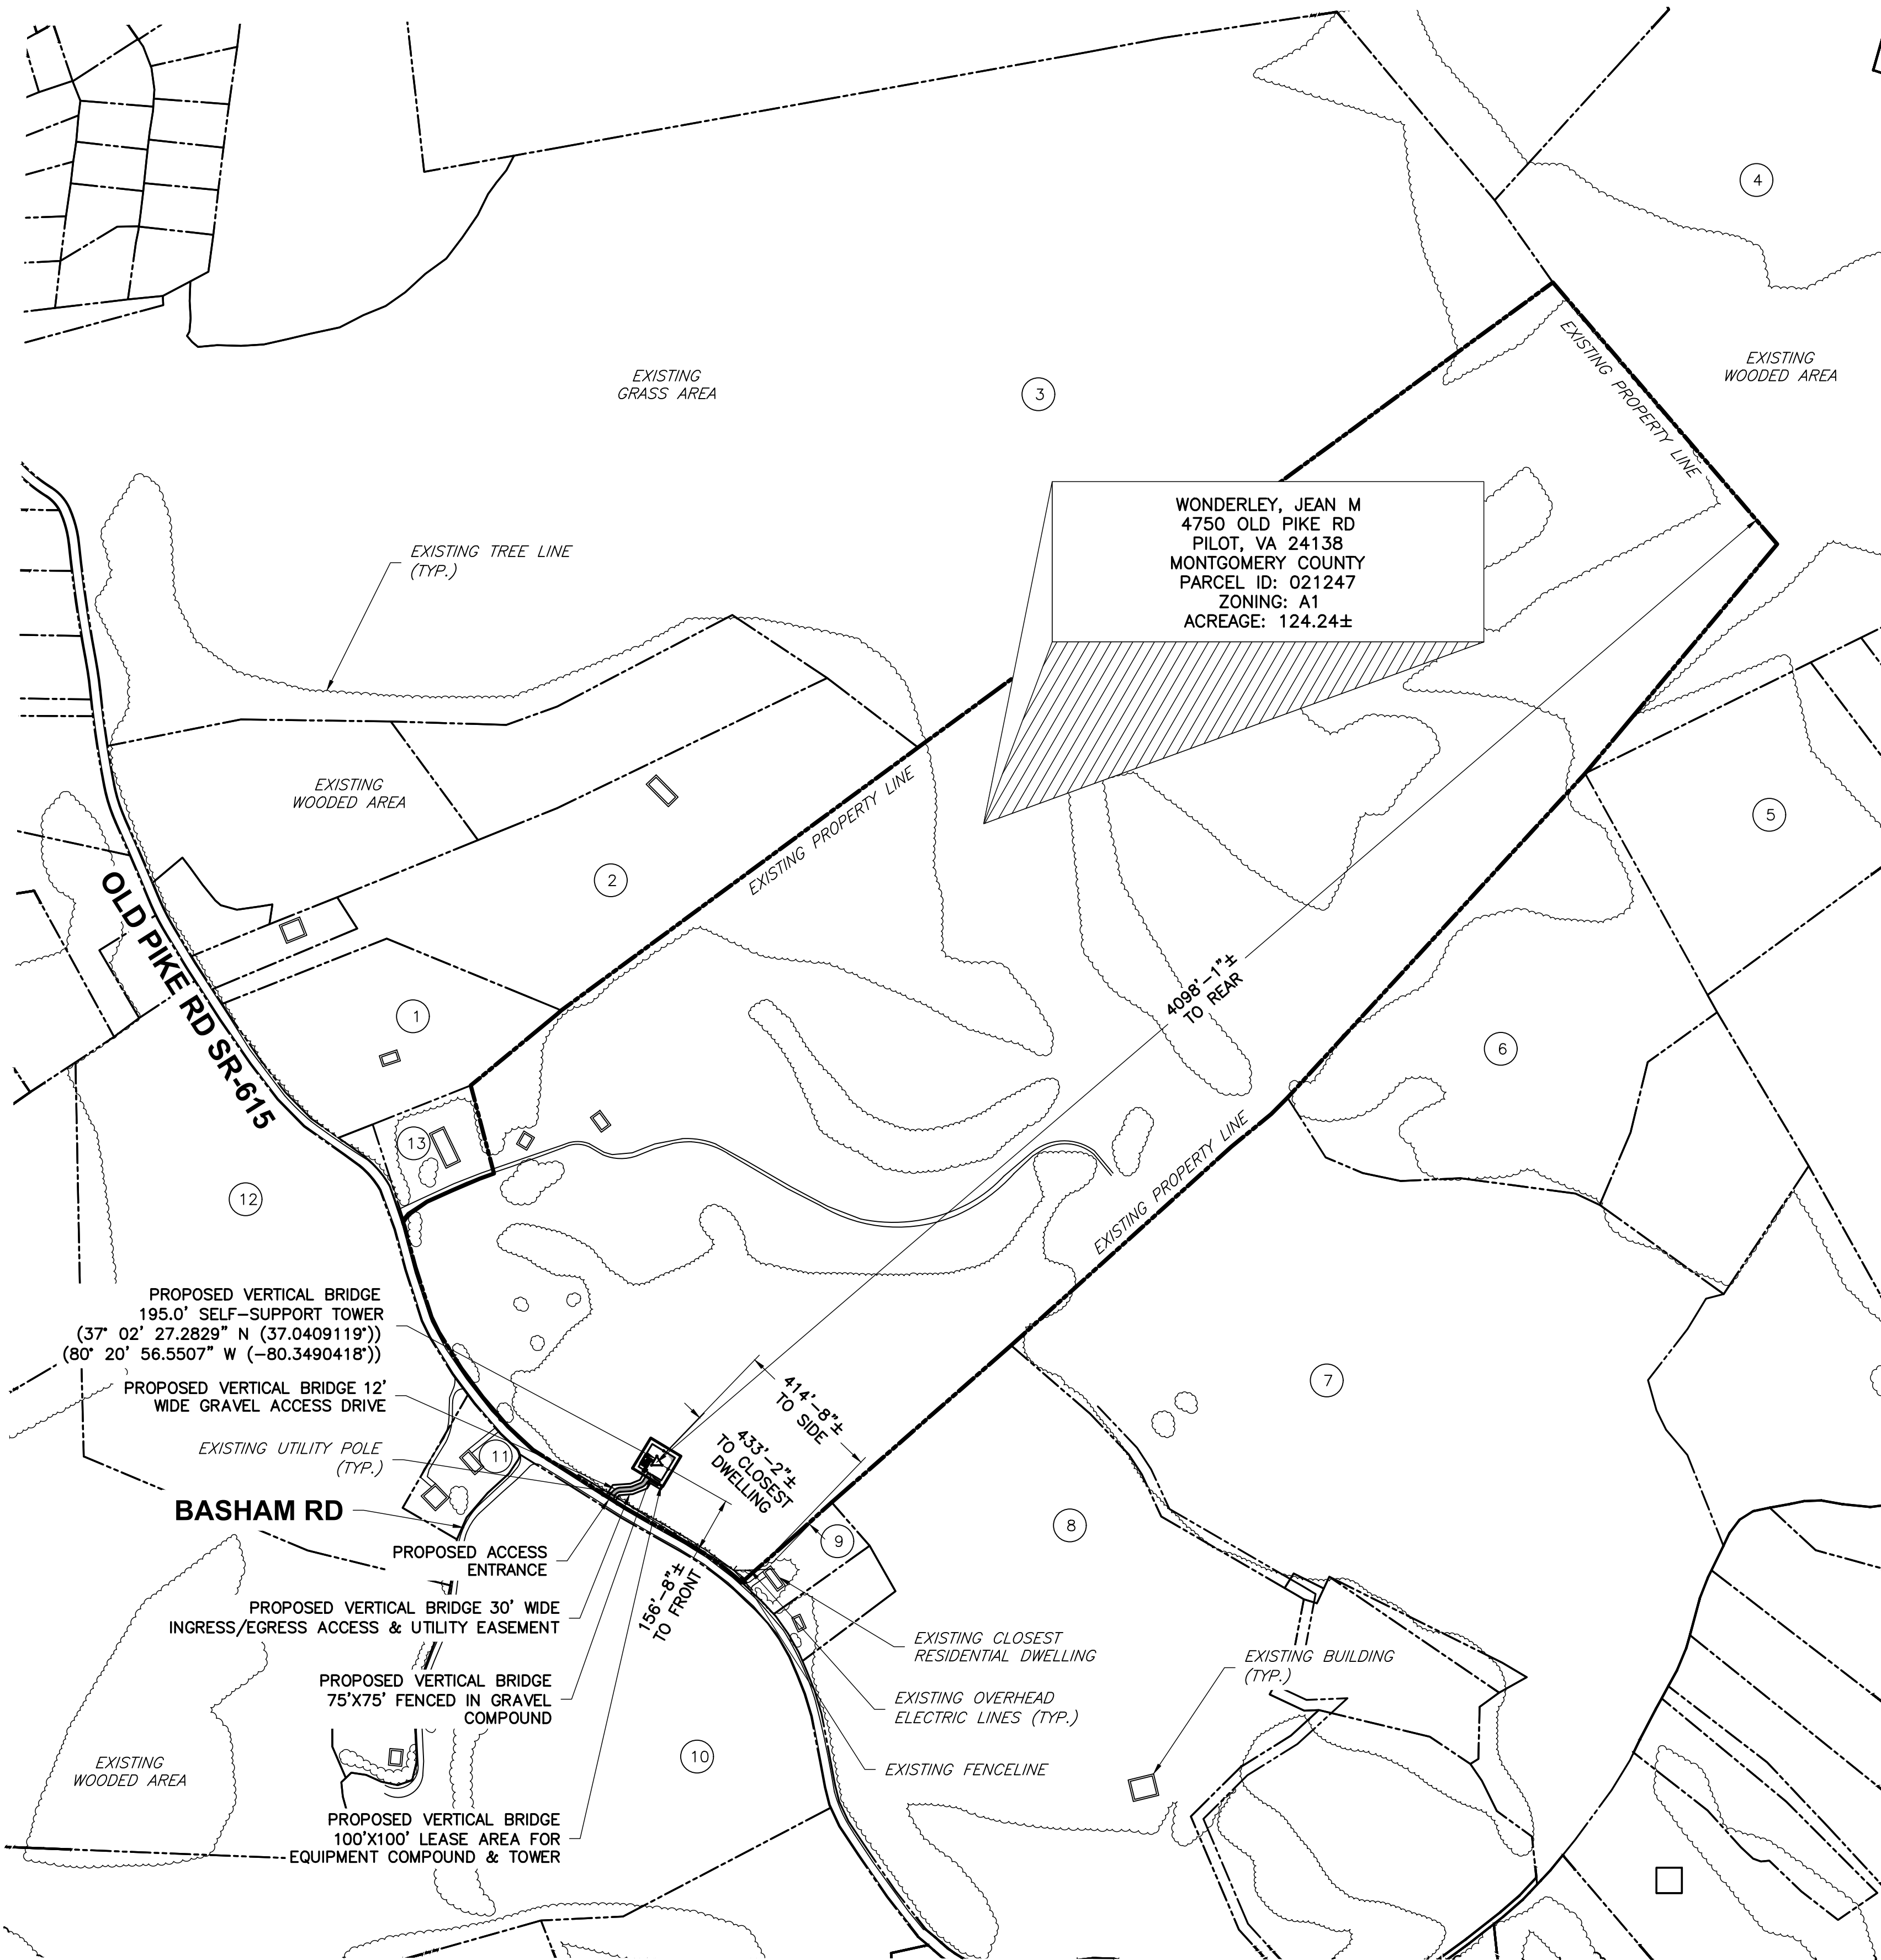 4
EXISTING
GRASS AREA
3
EXISTING PROPERTY LINE
EXISTING
WOODED AREA
WONDERLEY, JEAN M
4750 OLD PIKE RD
PILOT, VA 24138
MONTGOMERY COUNTY
PARCEL ID: 021247
ZONING: A1
ACREAGE: 124.24±
EXISTING TREE LINE
(TYP.)
EXISTING
WOODED AREA
EXISTING PROPERTY LINE
5
2
OLD PIKE RD SR-615
4098'-1"±
TO REAR
1
6
13
EXISTING PROPERTY LINE
12
PROPOSED VERTICAL BRIDGE
195.0' SELF-SUPPORT TOWER
(37° 02' 27.2829" N (37.0409119°))
(80° 20' 56.5507" W (-80.3490418°))
PROPOSED VERTICAL BRIDGE 12'
WIDE GRAVEL ACCESS DRIVE
7
414'-8"±
TO SIDE
433'-2"±
TO CLOSEST
DWELLING
EXISTING UTILITY POLE
(TYP.)
11
BASHAM RD
8
9
PROPOSED ACCESS
ENTRANCE
156'-8"±
TO FRONT
PROPOSED VERTICAL BRIDGE 30' WIDE
INGRESS/EGRESS ACCESS & UTILITY EASEMENT
EXISTING CLOSEST
RESIDENTIAL DWELLING
EXISTING BUILDING
(TYP.)
PROPOSED VERTICAL BRIDGE
75'X75' FENCED IN GRAVEL
COMPOUND
EXISTING OVERHEAD
ELECTRIC LINES (TYP.)
10
EXISTING FENCELINE
EXISTING
WOODED AREA
PROPOSED VERTICAL BRIDGE
100'X100' LEASE AREA FOR
EQUIPMENT COMPOUND & TOWER